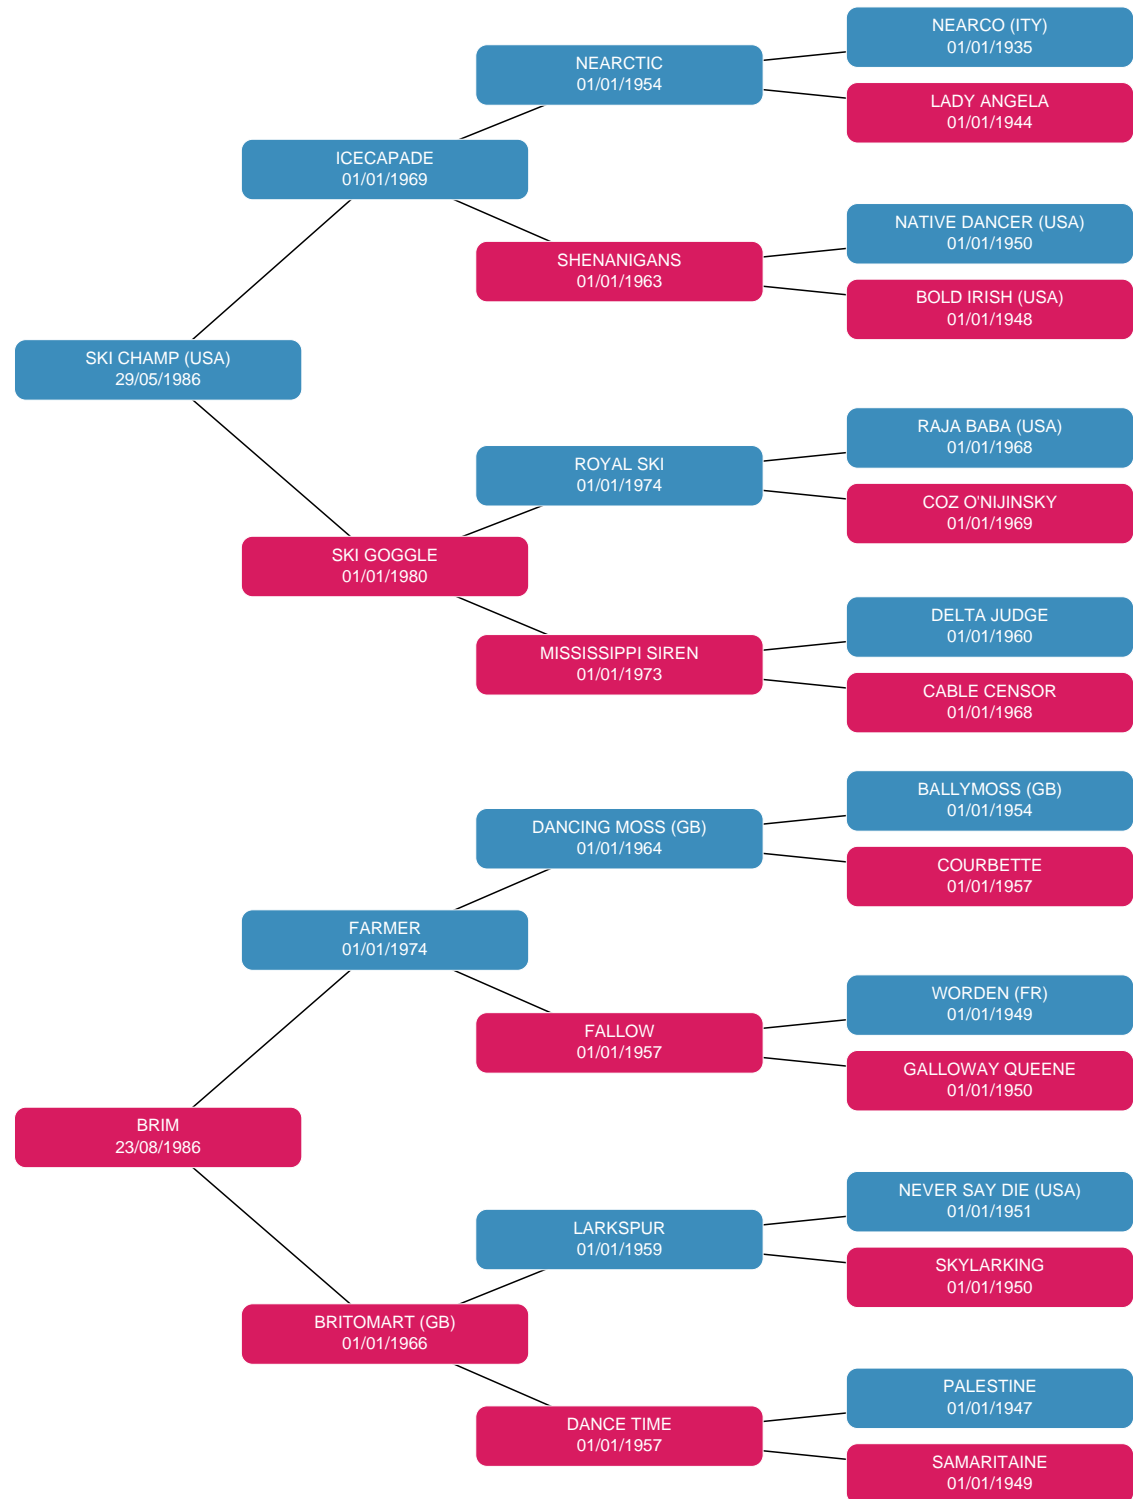 NEARCO (ITY)
01/01/1935
NEARCTIC
01/01/1954
LADY ANGELA
01/01/1944
ICECAPADE
01/01/1969
NATIVE DANCER (USA)
01/01/1950
SHENANIGANS
01/01/1963
BOLD IRISH (USA)
01/01/1948
SKI CHAMP (USA)
29/05/1986
RAJA BABA (USA)
01/01/1968
ROYAL SKI
01/01/1974
COZ O'NIJINSKY
01/01/1969
SKI GOGGLE
01/01/1980
DELTA JUDGE
01/01/1960
MISSISSIPPI SIREN
01/01/1973
CABLE CENSOR
01/01/1968
BALLYMOSS (GB)
01/01/1954
DANCING MOSS (GB)
01/01/1964
COURBETTE
01/01/1957
FARMER
01/01/1974
WORDEN (FR)
01/01/1949
FALLOW
01/01/1957
GALLOWAY QUEENE
01/01/1950
BRIM
23/08/1986
NEVER SAY DIE (USA)
01/01/1951
LARKSPUR
01/01/1959
SKYLARKING
01/01/1950
BRITOMART (GB)
01/01/1966
PALESTINE
01/01/1947
DANCE TIME
01/01/1957
SAMARITAINE
01/01/1949